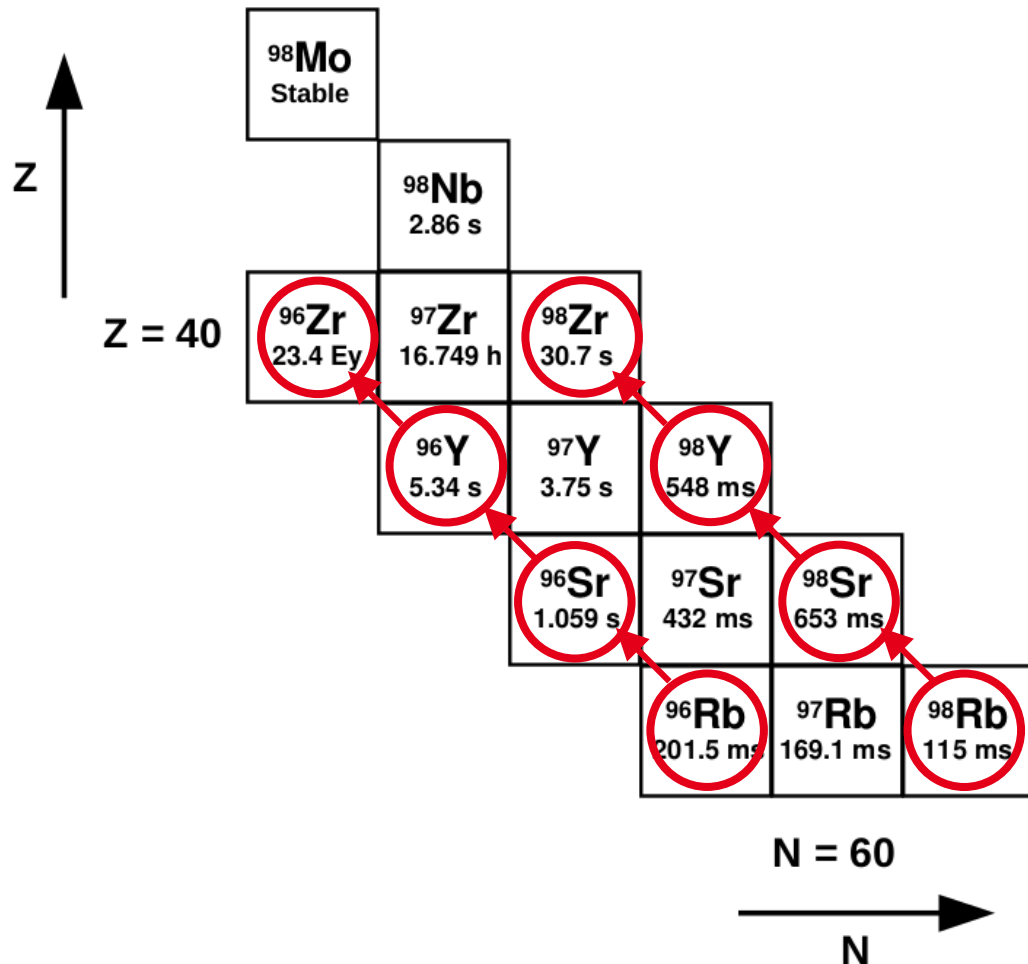 ⁹⁸Mo
Stable
Z
⁹⁸Nb
2.86 s
Z = 40
⁹⁶Zr
23.4 Ey
⁹⁷Zr
16.749 h
⁹⁸Zr
30.7 s
⁹⁶Y
5.34 s
⁹⁷Y
3.75 s
⁹⁸Y
548 ms
⁹⁶Sr
1.059 s
⁹⁷Sr
432 ms
⁹⁸Sr
653 ms
⁹⁶Rb
201.5 ms
⁹⁷Rb
169.1 ms
⁹⁸Rb
115 ms
N = 60
N